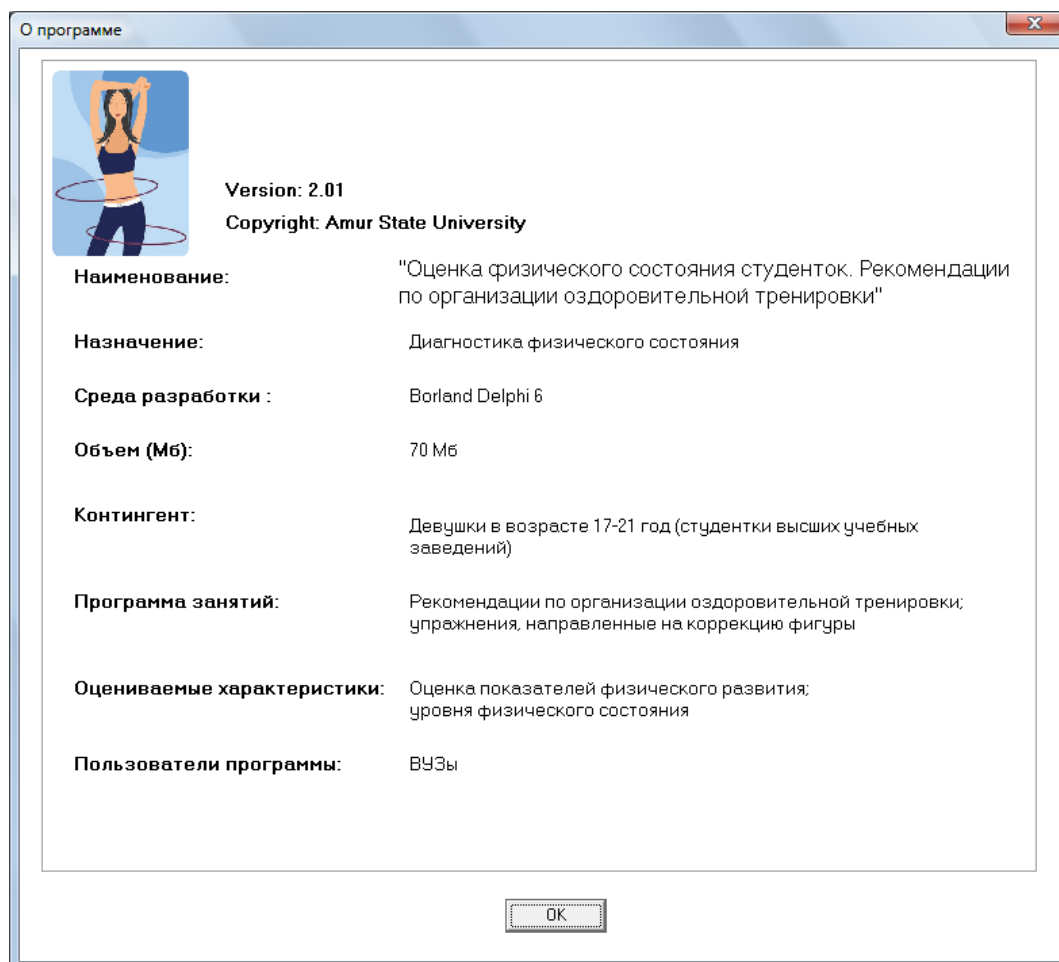 О программе
Version: 2.01
Copyright: Amur State University
Наименование: "Оценка физического состояния студенток. Рекомендации
по организации оздоровительной тренировки"
Назначение: Диагностика физического состояния
Среда разработки : Borland Delphi 6
Объем (Мб): 70 Мб
Контингент:
Девушки в возрасте 17-21 год (студентки высших учебных
заведений)
Программа занятий: Рекомендации по организации оздоровительной тренировки;
упражнения, направленные на коррекцию фигуры
Оцениваемые характеристики: Оценка показателей физического развития;
уровня физического состояния
Пользователи программы: ВУЗы
OK